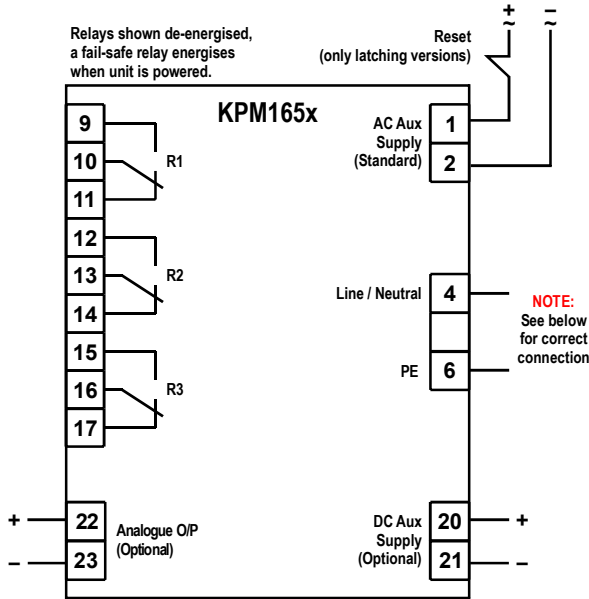 Relays shown de-energised,
a fail-safe relay energises
when unit is powered.
Reset
(only latching versions)
+
~
–
~
KPM165x
9
10
11
R1
12
13
14
R2
15
16
17
R3
AC Aux
Supply
(Standard)
1
2
Line / Neutral
4
PE
6
NOTE:
See below
for correct
connection
+
22
–
23
Analogue O/P
(Optional)
DC Aux
Supply
(Optional)
20
+
21
–